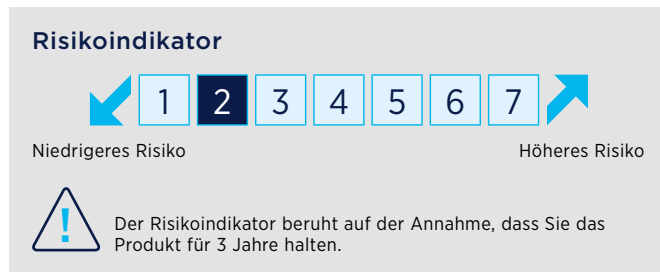 Risikoindikator
1 2 3 4 5 6 7
Niedrigeres Risiko Höheres Risiko
! Der Risikoindikator beruht auf der Annahme, dass Sie das
Produkt für 3 Jahre halten.